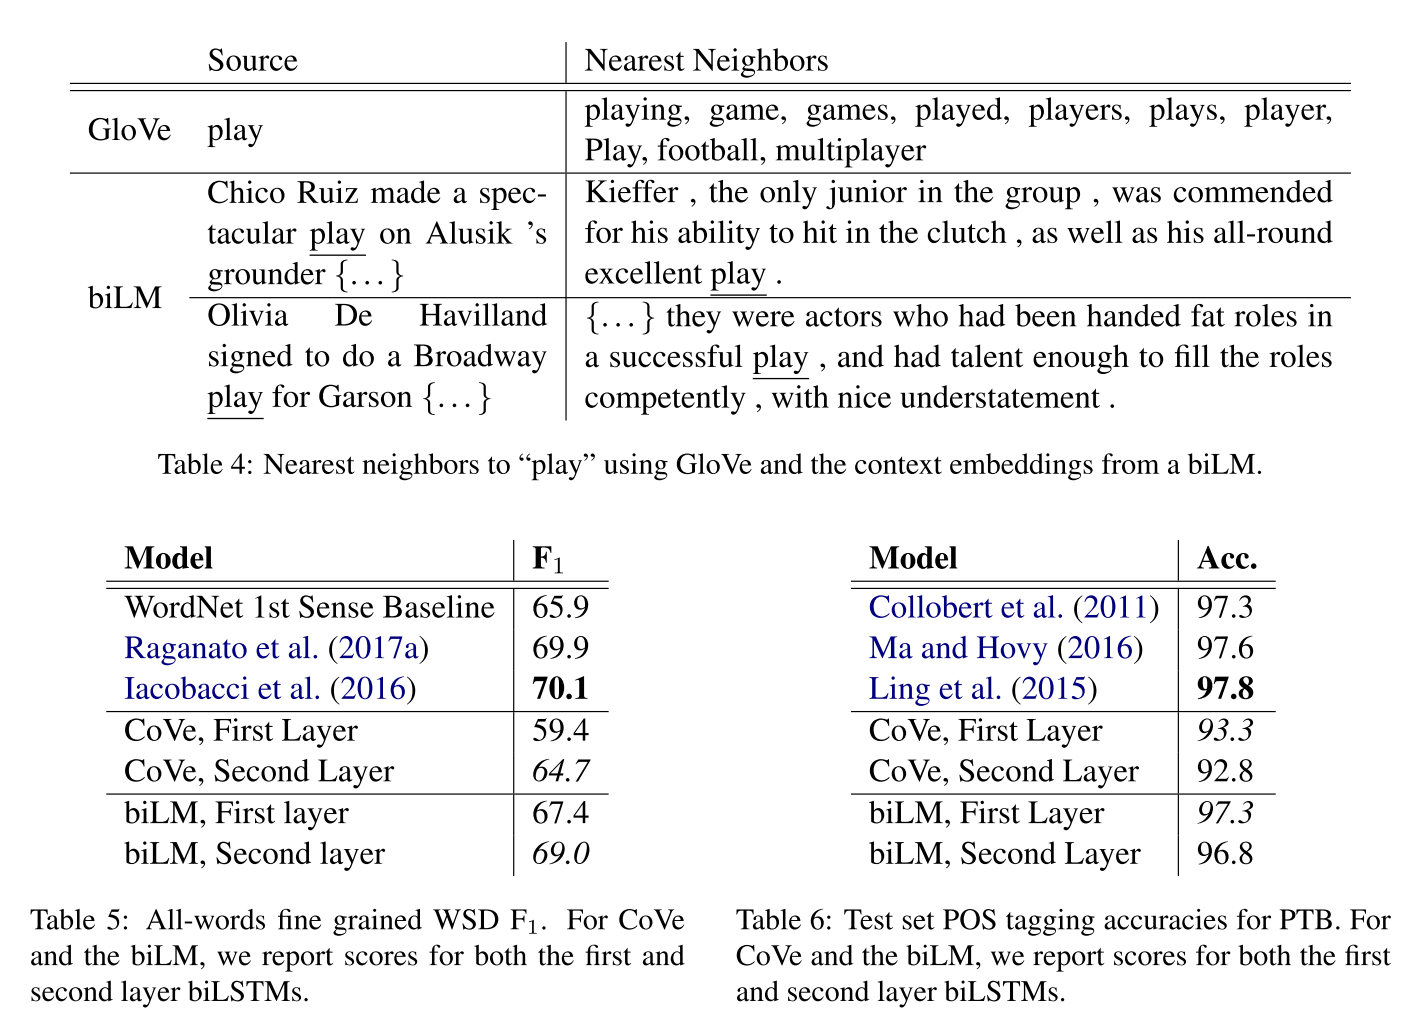 Source Nearest Neighbors
GloVe play playing, game, games, played, players, plays, player,
Play, football, multiplayer
biLM
Chico Ruiz made a spec-
tacular play on Alusik 's
grounder {...}
Kieffer , the only junior in the group , was commended
for his ability to hit in the clutch , as well as his all-round
excellent play .
Olivia De Havilland
signed to do a Broadway
play for Garson {...}
{...} they were actors who had been handed fat roles in
a successful play , and had talent enough to fill the roles
competently , with nice understatement .
Table 4: Nearest neighbors to “play” using GloVe and the context embeddings from a biLM.
Model F1
WordNet 1st Sense Baseline 65.9
Raganato et al. (2017a) 69.9
Iacobacci et al. (2016) 70.1
CoVe, First Layer 59.4
CoVe, Second Layer 64.7
biLM, First layer 67.4
biLM, Second layer 69.0
Table 5: All-words fine grained WSD F1. For CoVe
and the biLM, we report scores for both the first and
second layer biLSTMs.
Model Acc.
Collobert et al. (2011) 97.3
Ma and Hovy (2016) 97.6
Ling et al. (2015) 97.8
CoVe, First Layer 93.3
CoVe, Second Layer 92.8
biLM, First Layer 97.3
biLM, Second Layer 96.8
Table 6: Test set POS tagging accuracies for PTB. For
CoVe and the biLM, we report scores for both the first
and second layer biLSTMs.